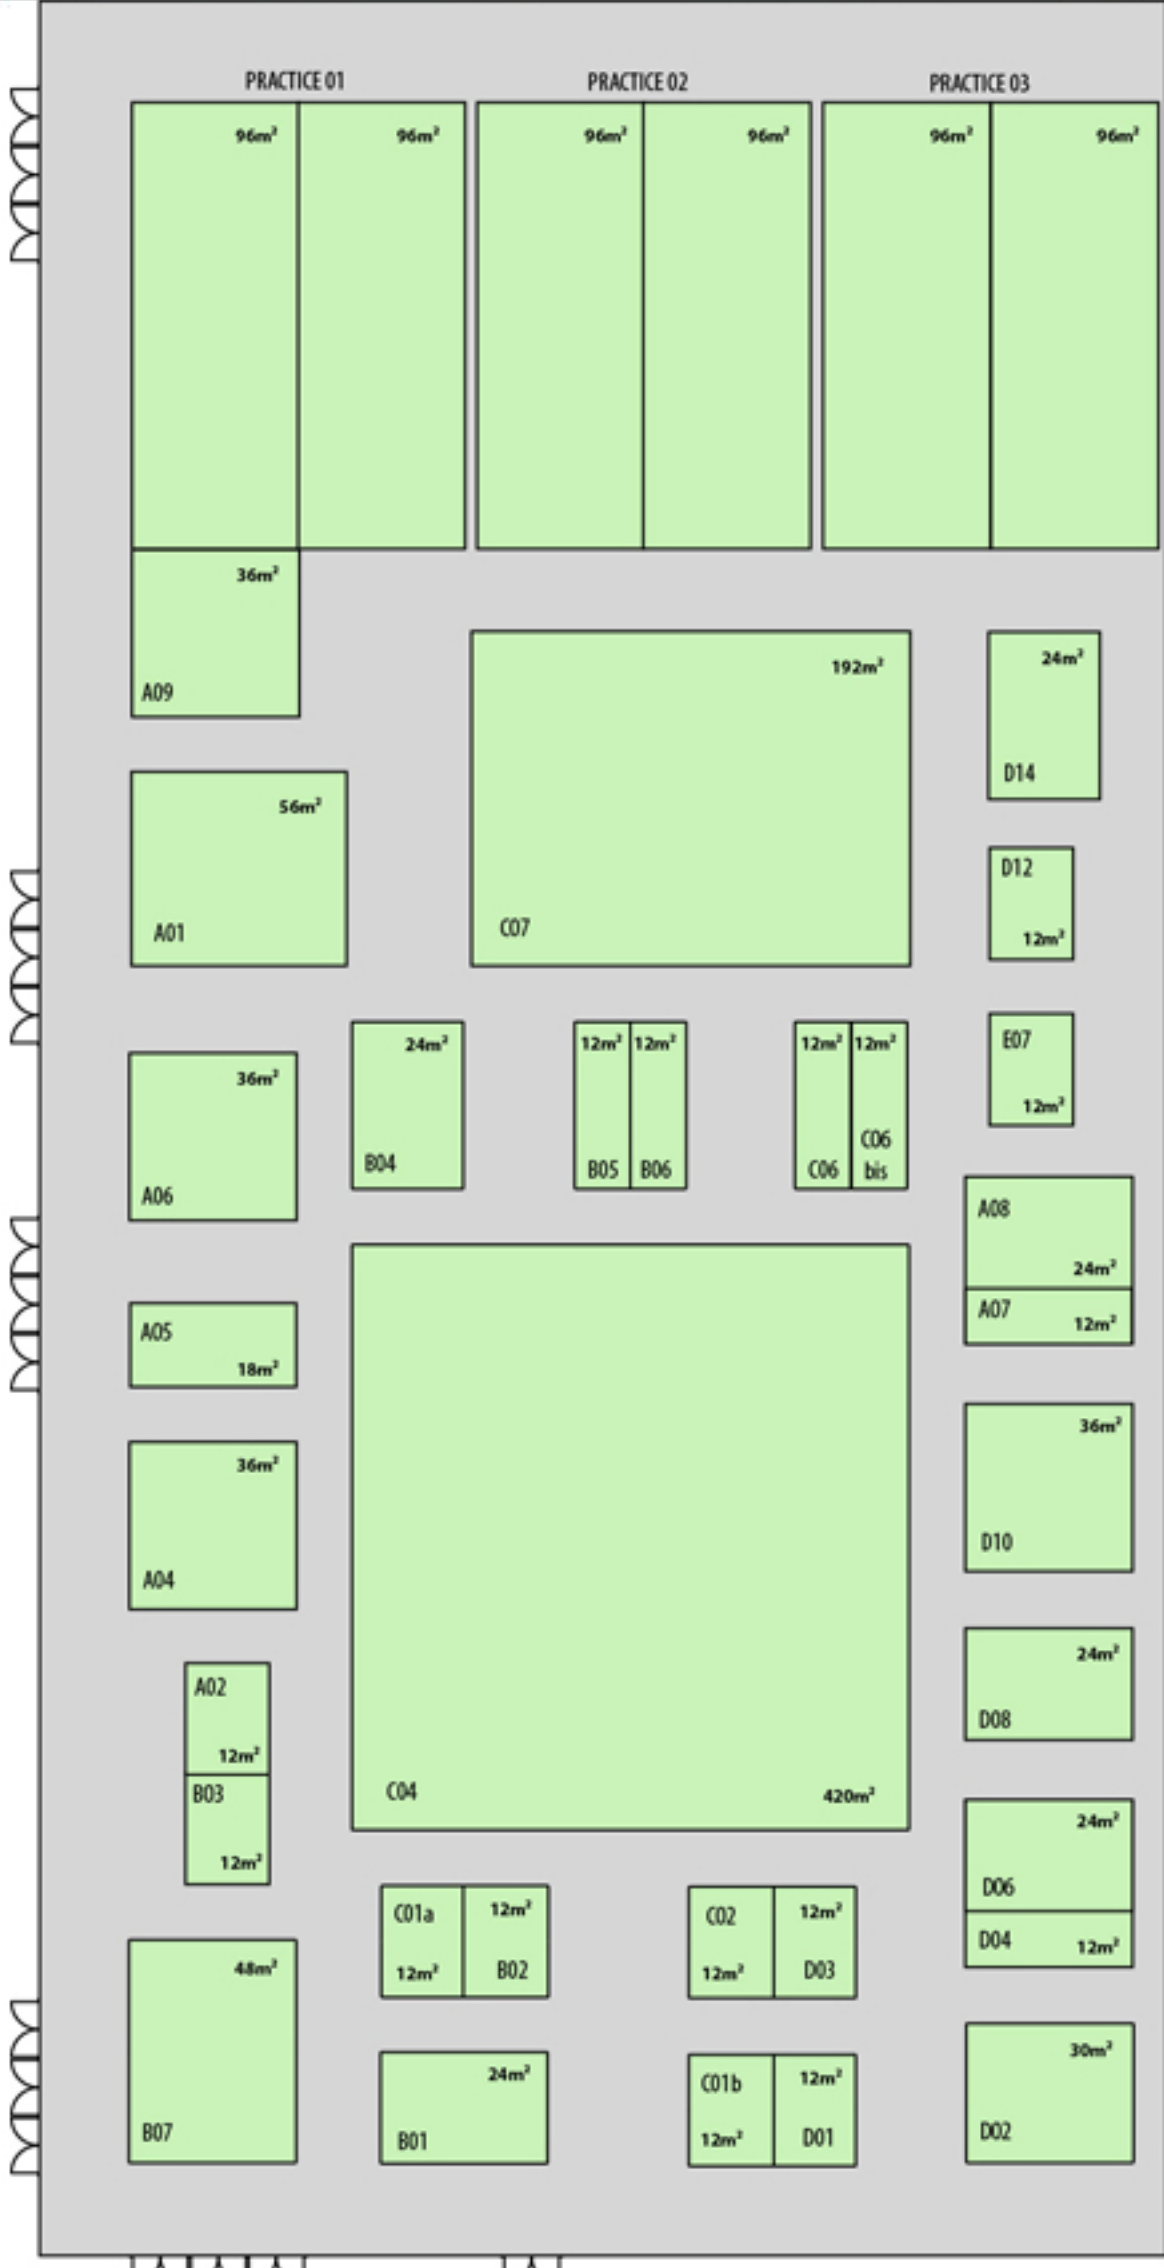 PRACTICE 01
PRACTICE 02
PRACTICE 03
96m²
96m²
96m²
96m²
96m²
96m²
36m²
A09
192m²
C07
24m²
D14
56m²
A01
D12
12m²
E07
12m²
36m²
A06
24m²
B04
12m²
B05
12m²
B06
12m²
C06
12m²
C06
bis
A08
24m²
A07
12m²
A05
18m²
36m²
D10
36m²
A04
C04
420m²
24m²
D08
A02
12m²
B03
12m²
24m²
D06
D04
12m²
C01a
12m²
12m²
B02
C02
12m²
12m²
D03
48m²
B07
24m²
B01
C01b
12m²
12m²
D01
30m²
D02